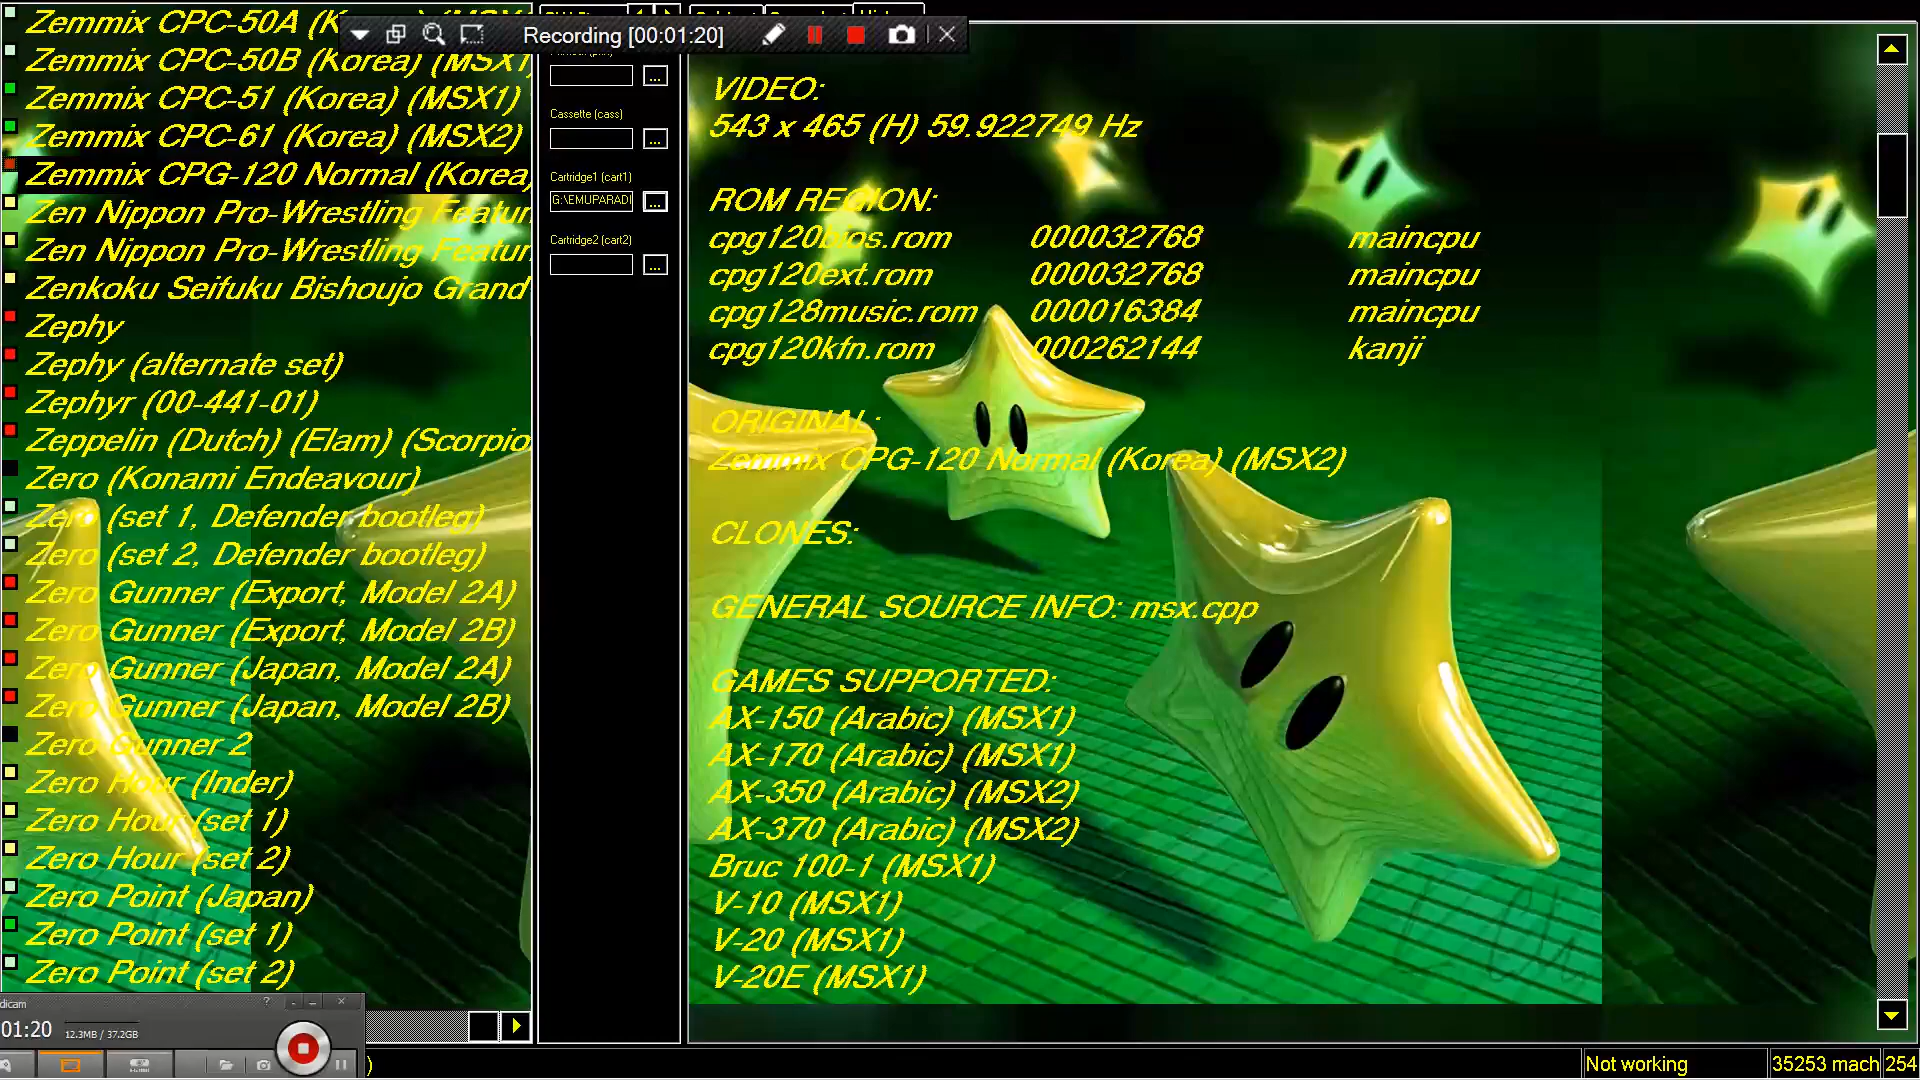 Zemmix CPC-50A (K
Zemmix CPC-50B (Korea) (MSX1)
Zemmix CPC-51 (Korea) (MSX1)
Zemmix CPC-61 (Korea) (MSX2)
Zemmix CPG-120 Normal (Korea)
Zen Nippon Pro-Wrestling Featur
Zen Nippon Pro-Wrestling Featur
Zenkoku Seifuku Bishoujo Grand
Zephy
Zephy (alternate set)
Zephyr (00-441-01)
Zeppelin (Dutch) (Elam) (Scorpio
Zero (Konami Endeavour)
Zero (set 1, Defender bootleg)
Zero (set 2, Defender bootleg)
Zero Gunner (Export, Model 2A)
Zero Gunner (Export, Model 2B)
Zero Gunner (Japan, Model 2A)
Zero Gunner (Japan, Model 2B)
Zero Gunner 2
Zero Hour (Inder)
Zero Hour (set 1)
Zero Hour (set 2)
Zero Point (Japan)
Zero Point (set 1)
Zero Point (set 2)
Recording [00:01:20]
Cassette (cass)
Cartridge1 (cart1)
G:\EMUPARADI
Cartridge2 (cart2)
VIDEO:
543 x 465 (H) 59.922749 Hz
ROM REGION:
cpg120bios.rom 000032768 maincpu
cpg120ext.rom 000032768 maincpu
cpg128music.rom 000016384 maincpu
cpg120kfn.rom 000262144 kanji
ORIGINAL:
Zemmix CPG-120 Normal (Korea) (MSX2)
CLONES:
GENERAL SOURCE INFO: msx.cpp
GAMES SUPPORTED:
AX-150 (Arabic) (MSX1)
AX-170 (Arabic) (MSX1)
AX-350 (Arabic) (MSX2)
AX-370 (Arabic) (MSX2)
Bruc 100-1 (MSX1)
V-10 (MSX1)
V-20 (MSX1)
V-20E (MSX1)
dicam
01:20 12.3MB / 37.2GB
)
Not working
35253 mach
254